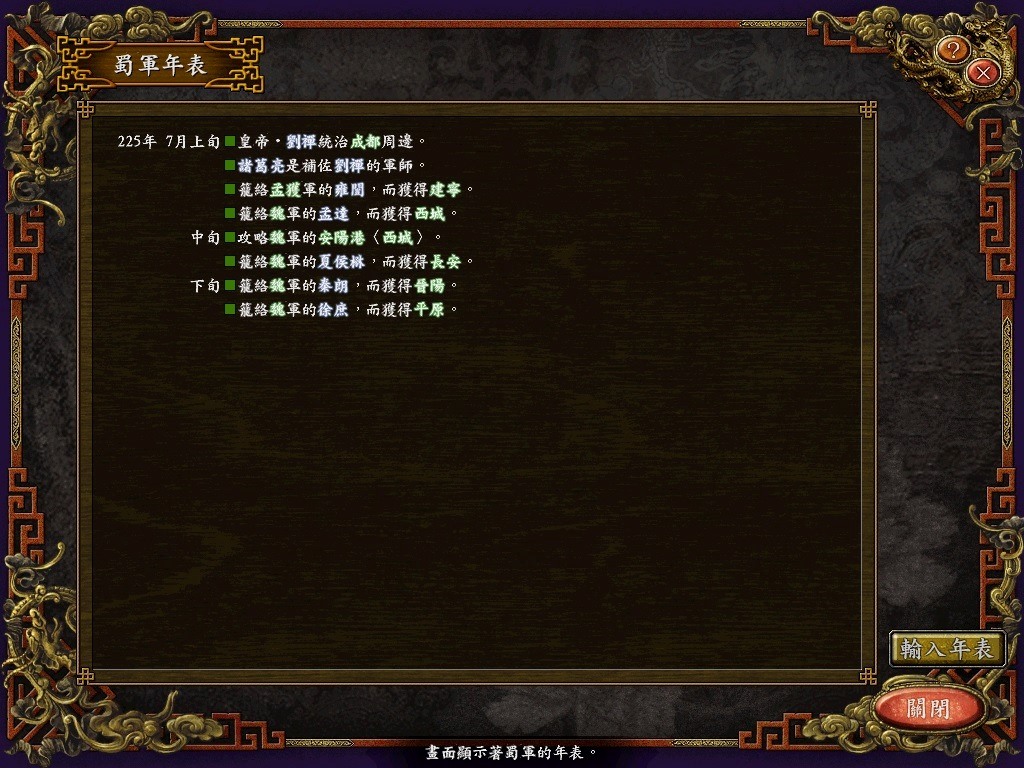 蜀軍年表
?
225年 7月上旬 ■皇帝・劉禪統治成都周邊。
■諸葛亮是補佐劉禪的軍師。
■籠絡孟獲軍的雍闓，而獲得建寧。
■籠絡魏軍的孟達，而獲得西城。
中旬 ■攻略魏軍的安陽港〈西城〉。
■籠絡魏軍的夏侯楙，而獲得長安。
下旬 ■籠絡魏軍的秦朗，而獲得晉陽。
■籠絡魏軍的徐庶，而獲得平原。
輸入年表
關閉
畫面顯示著蜀軍的年表。